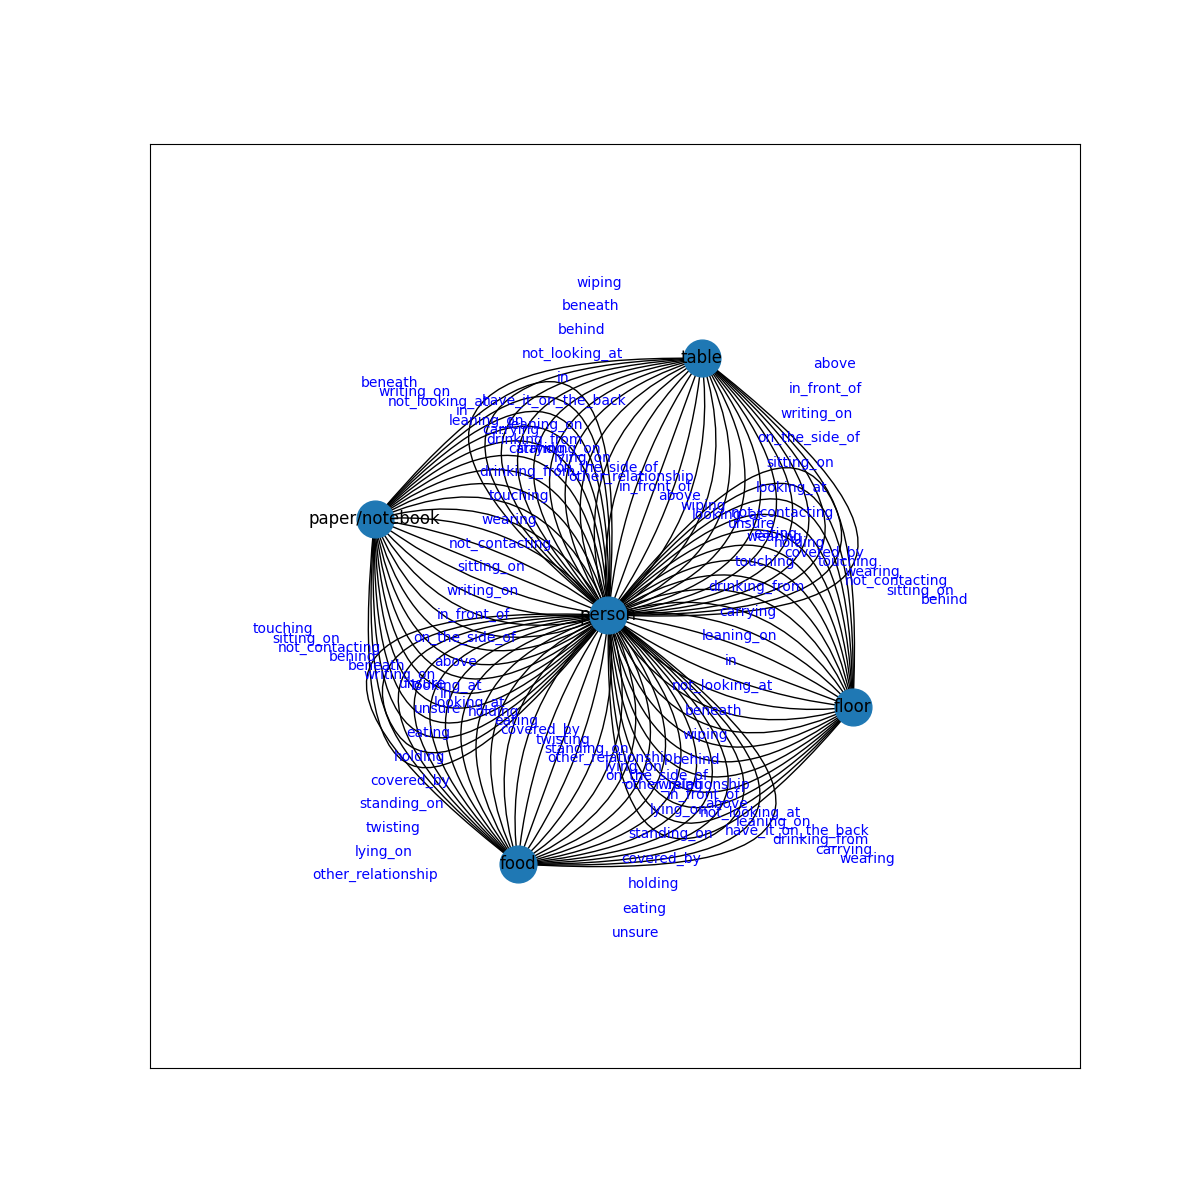 wiping
beneath
behind
not_looking_at
table
above
in
beneath
in_front_of
writing_on
not_looking_at
have_it_on_the_back
in
writing_on
leaning_on
leaning_on
carrying
drinking_from
on_the_side_of
lying_on
sitting_on
on_the_side_of
drinking_from
other_relationship
in_front_of
looking_at
touching
above
wiping
paper/notebook
wearing
looking_at
not_contacting
unsure
eating
wearing
holding
not_contacting
covered_by
touching
touching
sitting_on
wearing
not_contacting
drinking_from
writing_on
sitting_on
behind
in_front_of
person
carrying
touching
sitting_on
on_the_side_of
leaning_on
not_contacting
behind
above
in
beneath
writing_on
unsure
looking_at
not_looking_at
in
looking_at
unsure
holding
beneath
floor
eating
covered_by
eating
twisting
wiping
standing_on
holding
other_relationship
behind
lying_on
covered_by
on_the_side_of
other_relationship
in_front_of
standing_on
above
lying_on
not_looking_at
leaning_on
twisting
standing_on
have_it_on_the_back
drinking_from
lying_on
carrying
covered_by
wearing
food
other_relationship
holding
eating
unsure